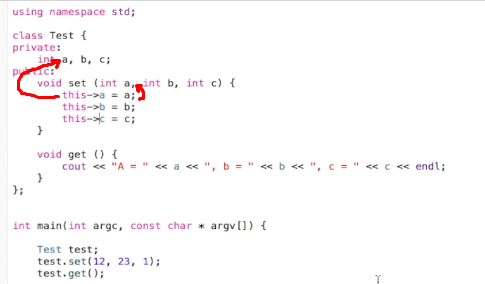 using namespace std;
class Test {
private:
int a, b, c;
public:
void set (int a, int b, int c) {
this->a = a;
this->b = b;
this->c = c;
}
void get () {
cout << "A = " << a << ", b = " << b << ", c = " << c << endl;
}
};
int main(int argc, const char * argv[]) {
Test test;
test.set(12, 23, 1);
test.get();